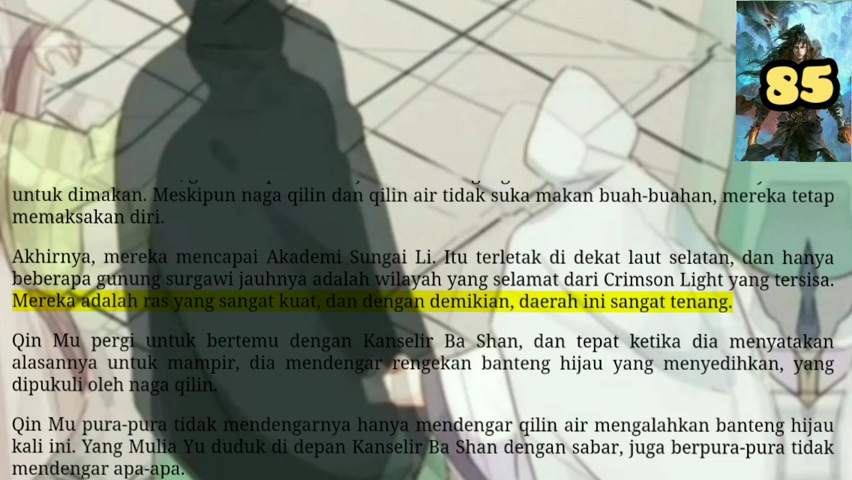 85
untuk dimakan. Meskipun naga qilin dan qilin air tidak suka makan buah-buahan, mereka tetap
memaksakan diri.
Akhirnya, mereka mencapai Akademi Sungai Li. Itu terletak di dekat laut selatan, dan hanya
beberapa gunung surgawi jauhnya adalah wilayah yang selamat dari Crimson Light yang tersisa.
Mereka adalah ras yang sangat kuat, dan dengan demikian, daerah ini sangat tenang.
Qin Mu pergi untuk bertemu dengan Kanselir Ba Shan, dan tepat ketika dia menyatakan
alasannya untuk mampir, dia mendengar rengekan banteng hijau yang menyedihkan, yang
dipukuli oleh naga qilin.
Qin Mu pura-pura tidak mendengarnya hanya mendengar qilin air mengalahkan banteng hijau
kali ini. Yang Mulia Yu duduk di depan Kanselir Ba Shan dengan sabar, juga berpura-pura tidak
mendengar apa-apa.